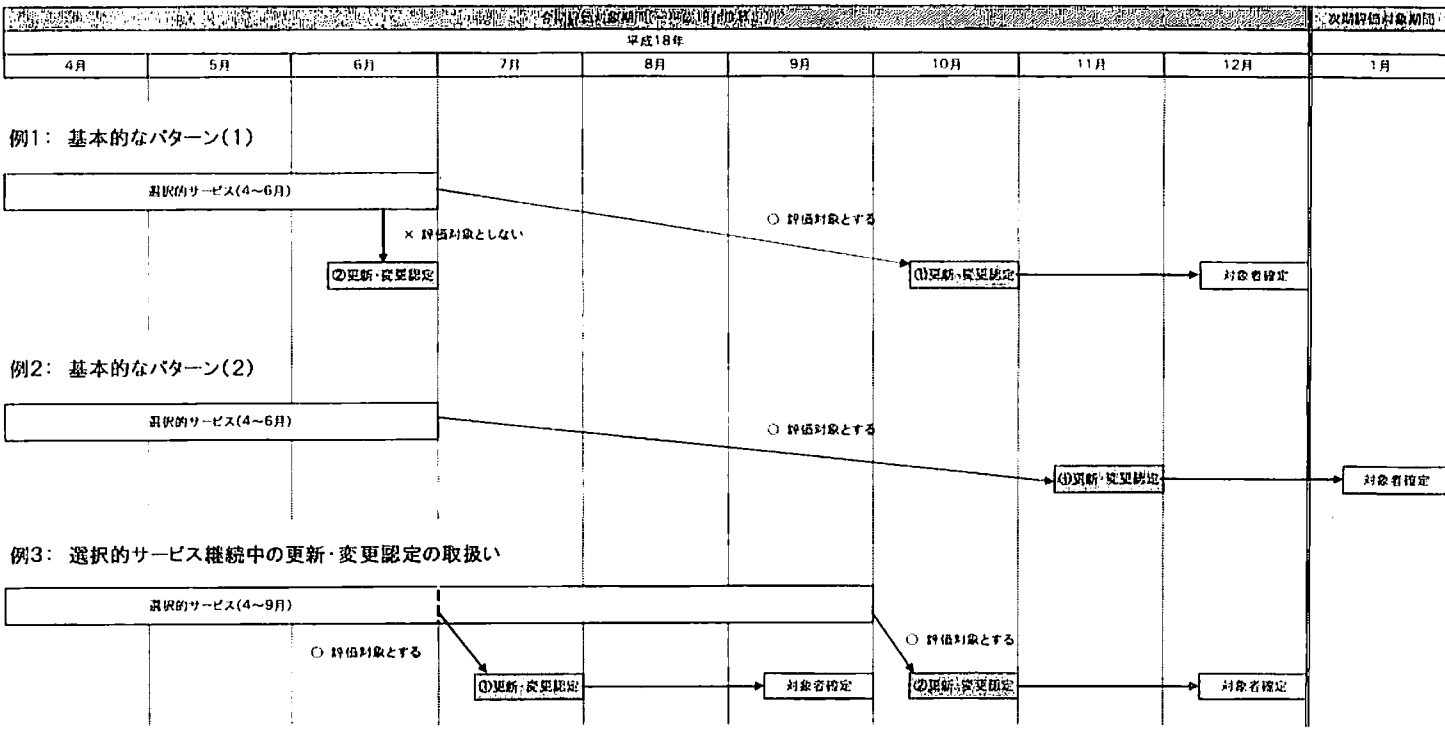 次期評価対象期間
平成18年
4月 5月 6月 7月 8月 9月 10月 11月 12月 1月
例1: 基本的なパターン(1)
選択的サービス(4~6月)
○ 評価対象とする
× 評価対象としない
②更新・変更認定 ①更新・変更認定 対象者確定
例2: 基本的なパターン(2)
選択的サービス(4~6月)
○ 評価対象とする
①更新・変更認定 対象者確定
例3: 選択的サービス継続中の更新・変更認定の取扱い
選択的サービス(4~9月)
○ 評価対象とする ○ 評価対象とする
①更新・変更認定 対象者確定 ②更新・変更認定 対象者確定